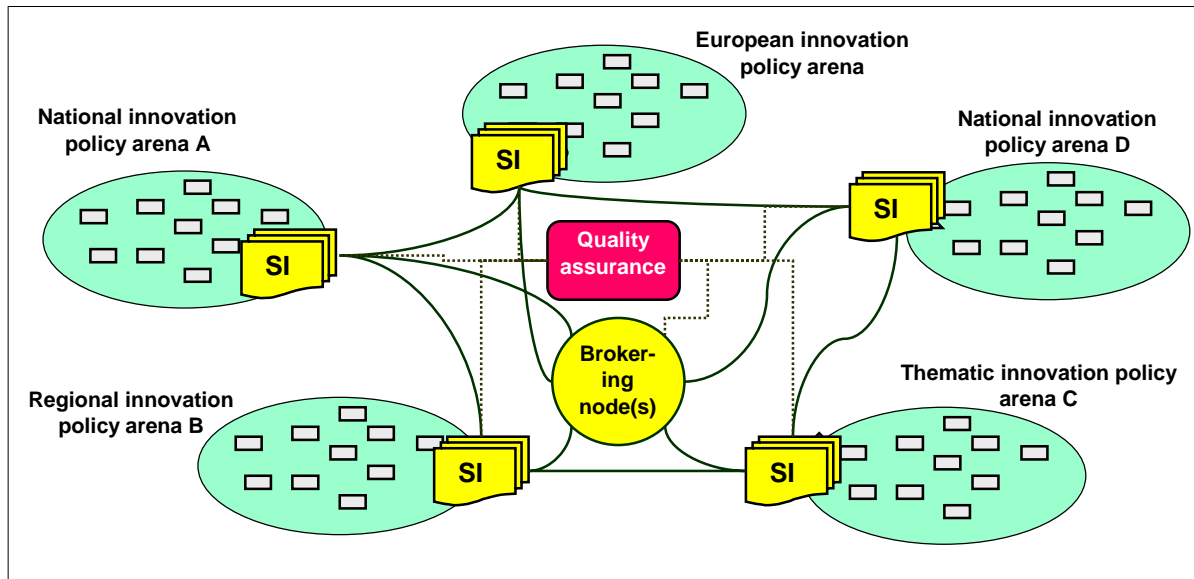 European innovation
policy arena
National innovation
policy arena A
National innovation
policy arena D
SI
SI
SI
Quality
assurance
Broker-
ing
node(s)
Regional innovation
policy arena B
Thematic innovation policy
arena C
SI
SI